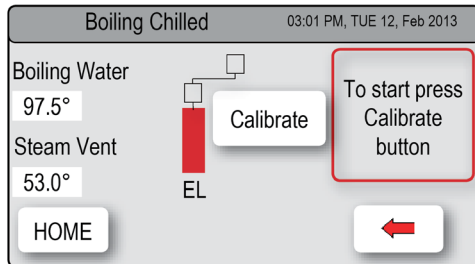 Boiling Chilled
03:01 PM, TUE 12, Feb 2013
Boiling Water
97.5°
Steam Vent
53.0°
EL
Calibrate
To start press
Calibrate
button
HOME